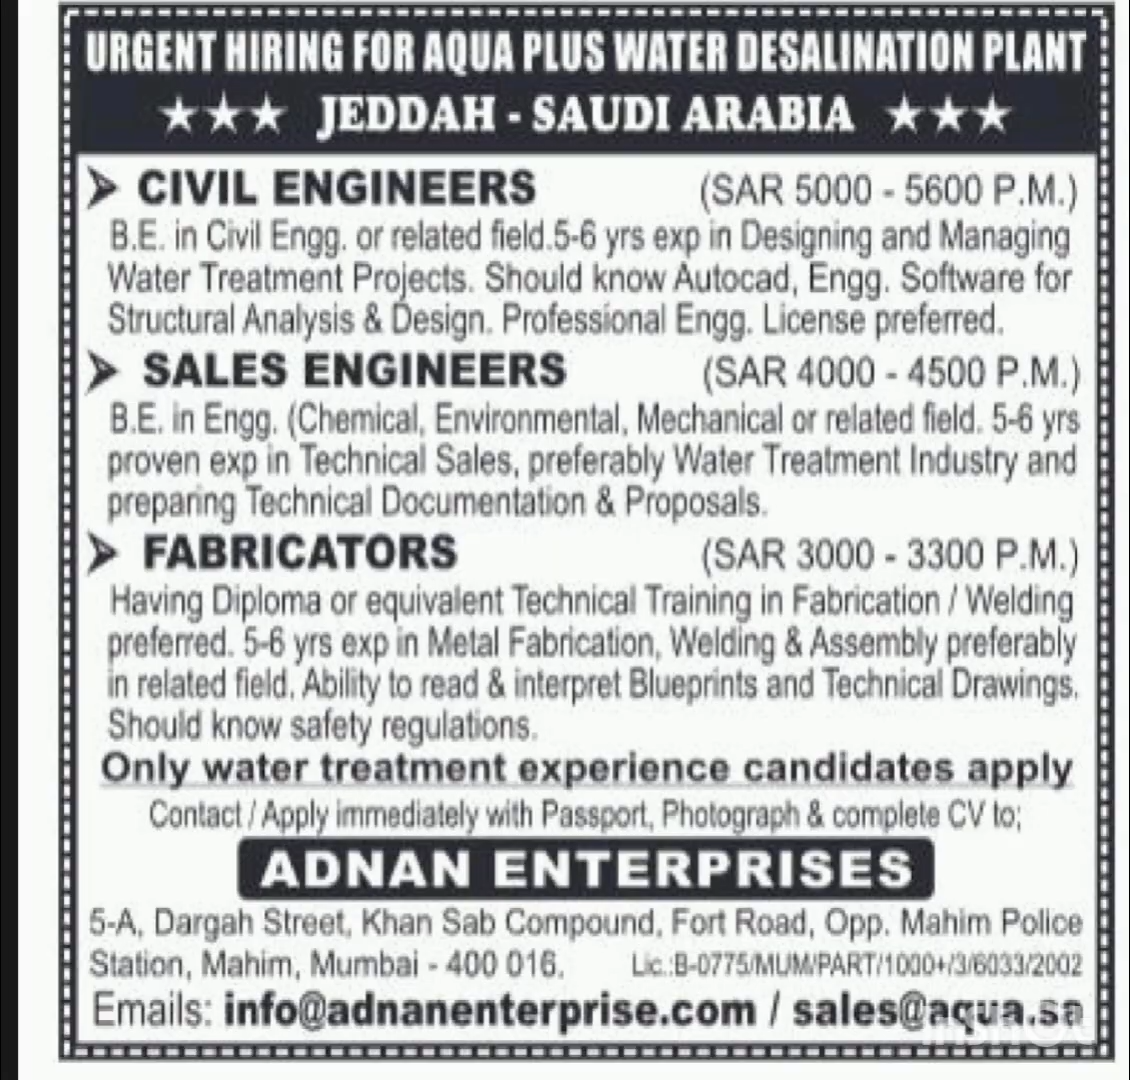 URGENT HIRING FOR AQUA PLUS WATER DESALINATION PLANT
★★★ JEDDAH - SAUDI ARABIA ★★★
➤ CIVIL ENGINEERS (SAR 5000 - 5600 P.M.)
B.E. in Civil Engg. or related field.5-6 yrs exp in Designing and Managing
Water Treatment Projects. Should know Autocad, Engg. Software for
Structural Analysis & Design. Professional Engg. License preferred.
➤ SALES ENGINEERS (SAR 4000 - 4500 P.M.)
B.E. in Engg. (Chemical, Environmental, Mechanical or related field. 5-6 yrs
proven exp in Technical Sales, preferably Water Treatment Industry and
preparing Technical Documentation & Proposals.
➤ FABRICATORS (SAR 3000 - 3300 P.M.)
Having Diploma or equivalent Technical Training in Fabrication / Welding
preferred. 5-6 yrs exp in Metal Fabrication, Welding & Assembly preferably
in related field. Ability to read & interpret Blueprints and Technical Drawings.
Should know safety regulations.
Only water treatment experience candidates apply
Contact / Apply immediately with Passport, Photograph & complete CV to;
ADNAN ENTERPRISES
5-A, Dargah Street, Khan Sab Compound, Fort Road, Opp. Mahim Police
Station, Mahim, Mumbai - 400 016. Lic.:B-0775/MUM/PART/1000+/3/6033/2002
Emails: info@adnanenterprise.com / sales@aqua.sa